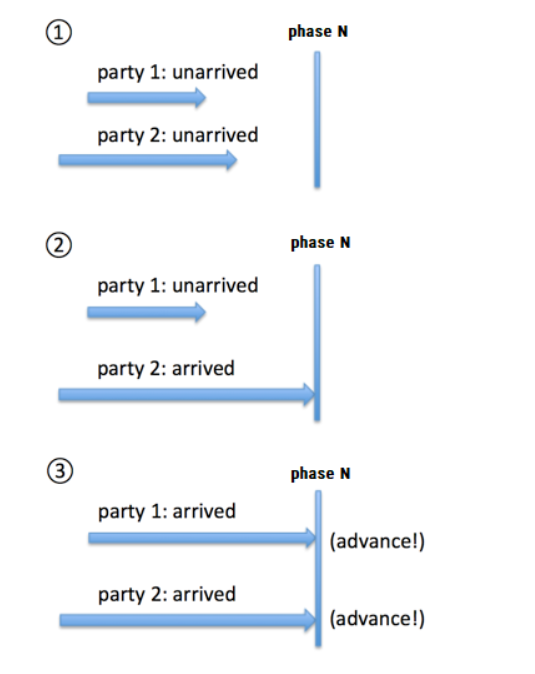 ①
phase N
party 1: unarrived
party 2: unarrived
②
phase N
party 1: unarrived
party 2: arrived
③
phase N
party 1: arrived
(advance!)
party 2: arrived
(advance!)